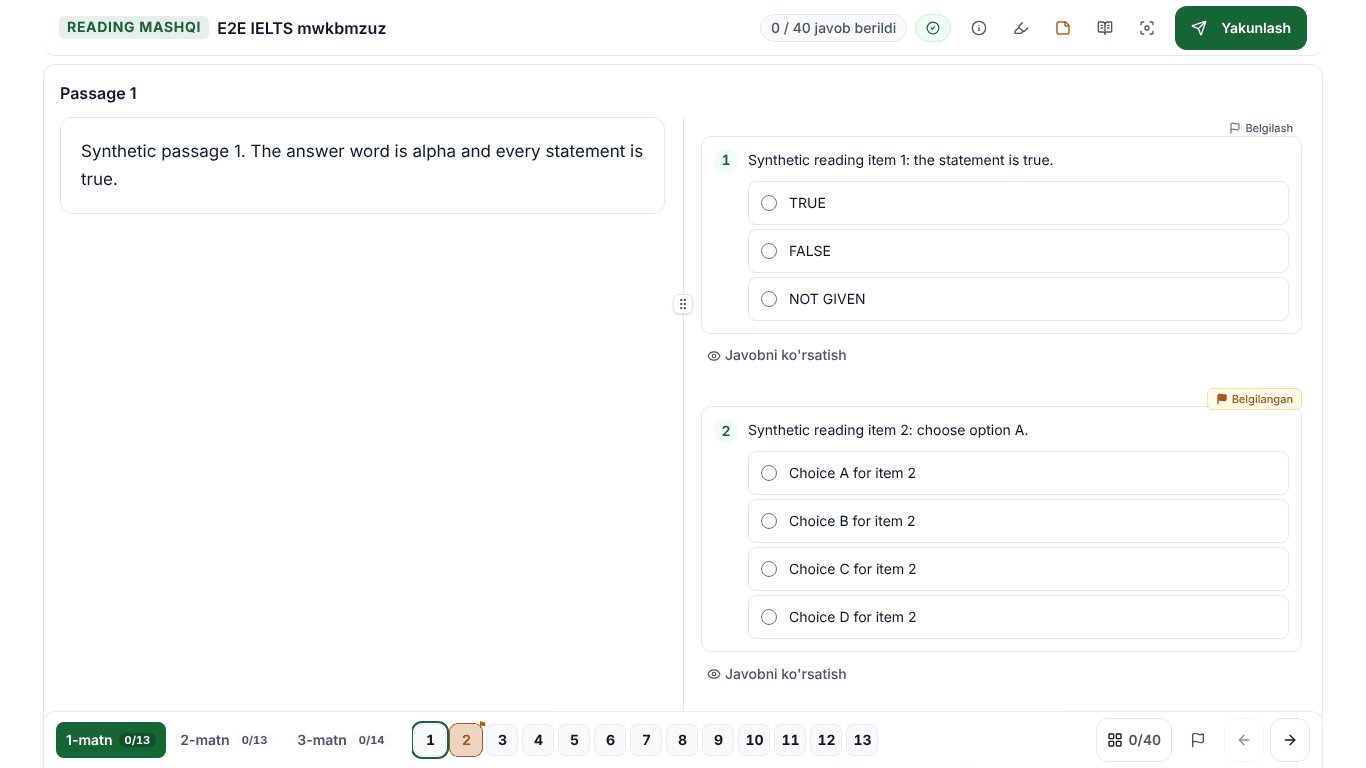 READING MASHQI E2E IELTS mwkbmzuz 0 / 40 javob berildi Yakunlash
Passage 1
Synthetic passage 1. The answer word is alpha and every statement is
true.
Belgilash
1 Synthetic reading item 1: the statement is true.
TRUE
FALSE
NOT GIVEN
Javobni ko'rsatish
Belgilangan
2 Synthetic reading item 2: choose option A.
Choice A for item 2
Choice B for item 2
Choice C for item 2
Choice D for item 2
Javobni ko'rsatish
1-matn 0/13 2-matn 0/13 3-matn 0/14 1 2 3 4 5 6 7 8 9 10 11 12 13 0/40